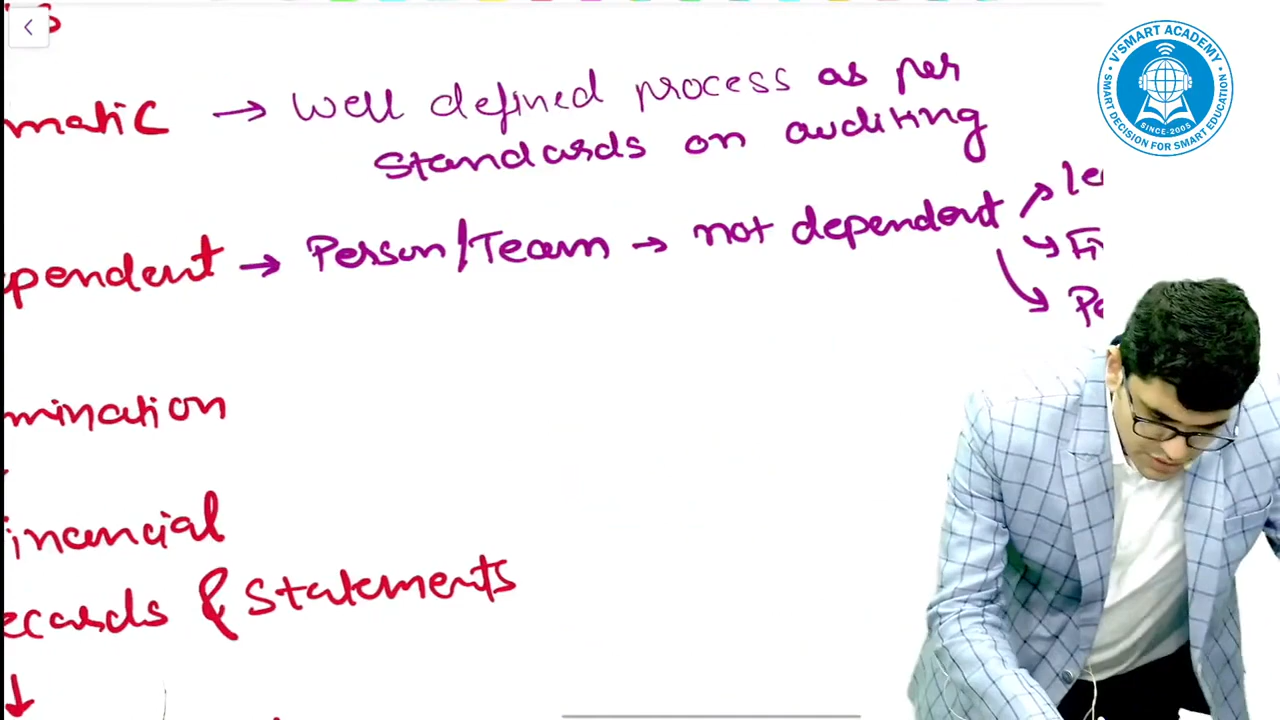 matic → Well defined process as per
standards on auditing
pendent → Person/Team → not dependent
mination
inancial
ecords & Statements
V'SMART ACADEMY
SINCE-2005
SMART DECISION FOR SMART EDUCATION